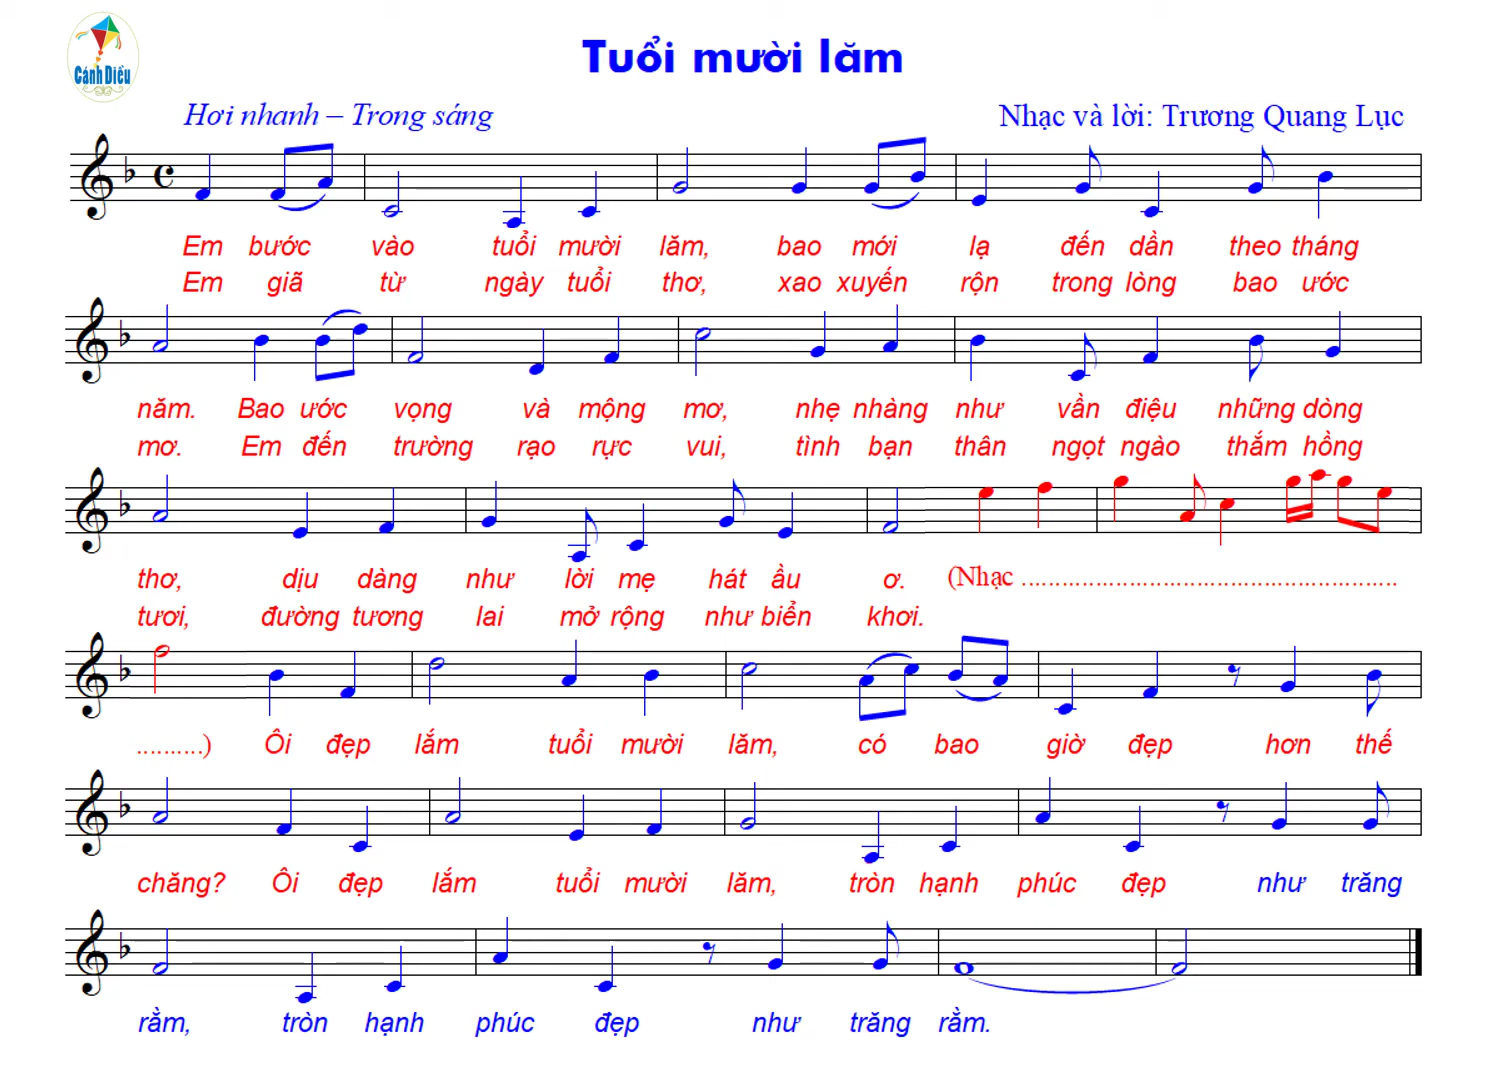 Cánh Diều
Tuổi mười lăm
Hơi nhanh – Trong sáng
Nhạc và lời: Trương Quang Lục
Em bước vào tuổi mười lăm, bao mới lạ đến dần theo tháng
Em giã từ ngày tuổi thơ, xao xuyến rộn trong lòng bao ước
năm. Bao ước vọng và mộng mơ, nhẹ nhàng như vần điệu những dòng
mơ. Em đến trường rạo rực vui, tình bạn thân ngọt ngào thắm hồng
thơ, dịu dàng như lời mẹ hát ầu ơ. (Nhạc ........................................................
tươi, đường tương lai mở rộng như biển khơi.
..........) Ôi đẹp lắm tuổi mười lăm, có bao giờ đẹp hơn thế
chăng? Ôi đẹp lắm tuổi mười lăm, tròn hạnh phúc đẹp như trăng
rằm, tròn hạnh phúc đẹp như trăng rằm.